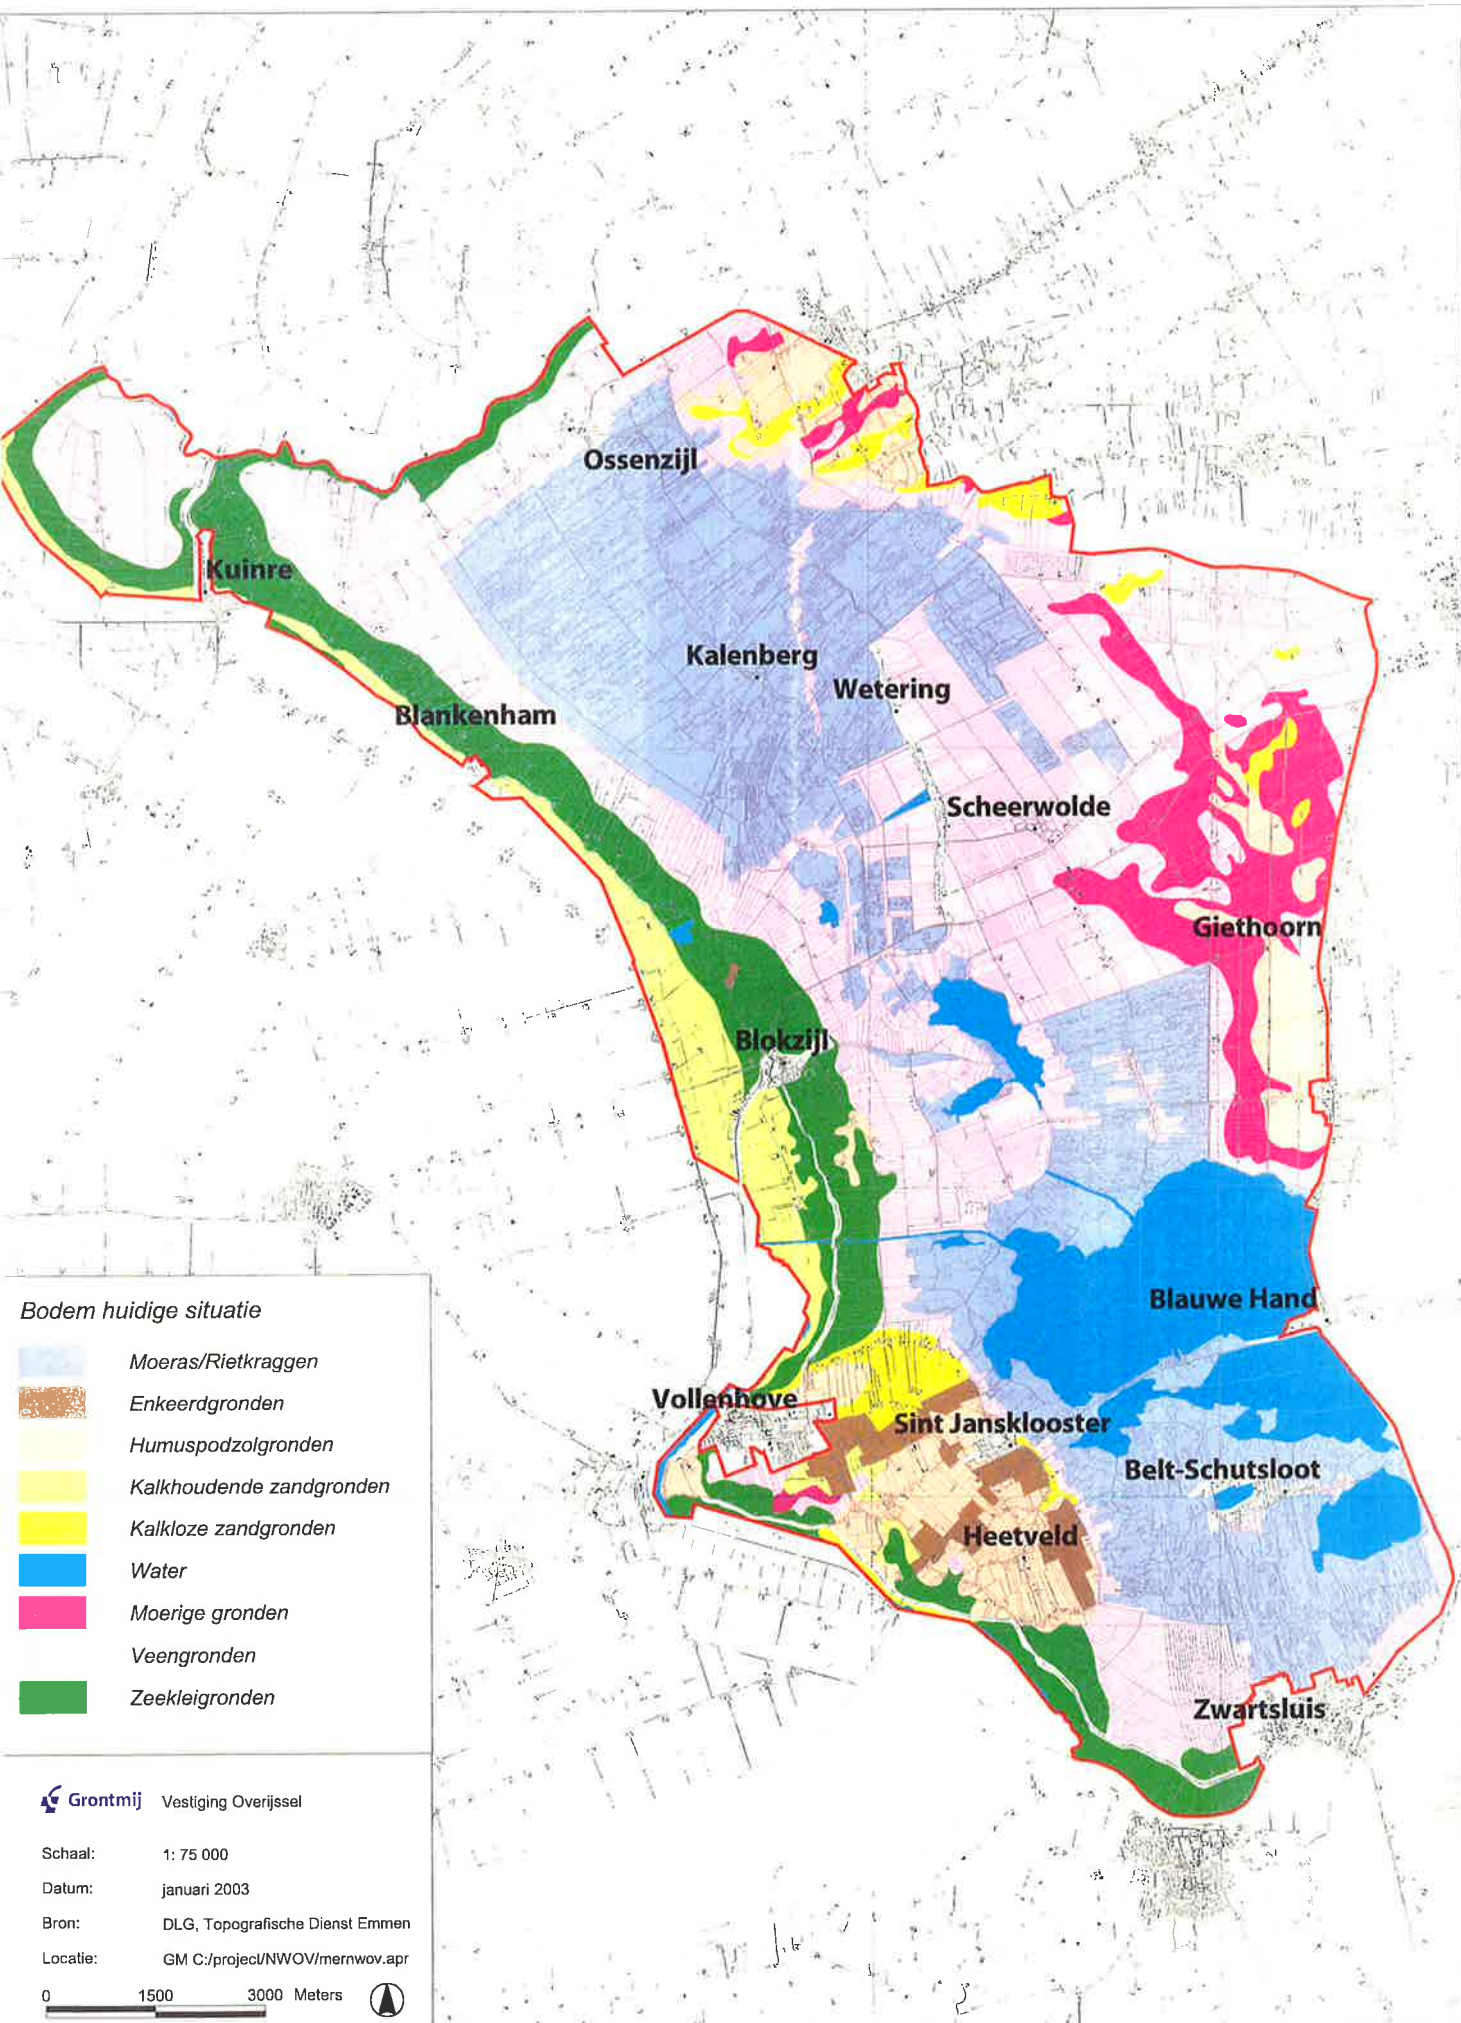 Ossenzijl
Kuinre
Kalenberg
Wetering
Blankenham
Scheerwolde
Giethoorn
Blokzijl
Blauwe Hand
Vollenhove
Sint Jansklooster
Belt-Schutsloot
Heetveld
Zwartsluis
Bodem huidige situatie
Moeras/Rietkraggen
Enkeerdgronden
Humuspodzolgronden
Kalkhoudende zandgronden
Kalkloze zandgronden
Water
Moerige gronden
Veengronden
Zeekleigronden
Grontmij Vestiging Overijssel
Schaal: 1: 75 000
Datum: januari 2003
Bron: DLG, Topografische Dienst Emmen
Locatie: GM C:/project/NWOV/mernwov.apr
0 1500 3000 Meters